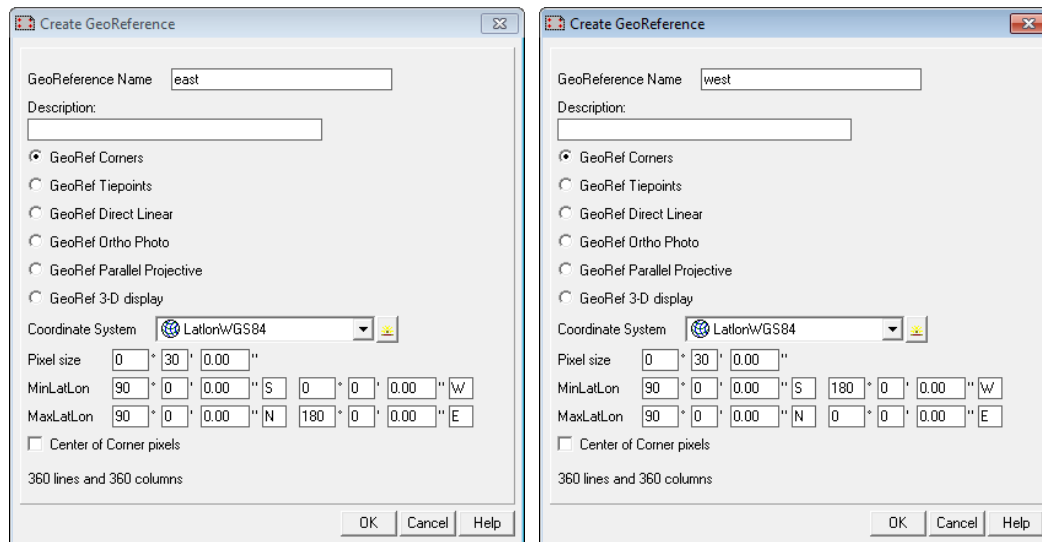 Create GeoReference
GeoReference Name east
Description:
GeoRef Corners
GeoRef Tiepoints
GeoRef Direct Linear
GeoRef Ortho Photo
GeoRef Parallel Projective
GeoRef 3-D display
Coordinate System LatlonWGS84
Pixel size 0 ° 30 ' 0.00 "
MinLatLon 90 ° 0 ' 0.00 " S 0 ° 0 ' 0.00 " W
MaxLatLon 90 ° 0 ' 0.00 " N 180 ° 0 ' 0.00 " E
Center of Corner pixels
360 lines and 360 columns
OK Cancel Help
Create GeoReference
GeoReference Name west
Description:
GeoRef Corners
GeoRef Tiepoints
GeoRef Direct Linear
GeoRef Ortho Photo
GeoRef Parallel Projective
GeoRef 3-D display
Coordinate System LatlonWGS84
Pixel size 0 ° 30 ' 0.00 "
MinLatLon 90 ° 0 ' 0.00 " S 180 ° 0 ' 0.00 " W
MaxLatLon 90 ° 0 ' 0.00 " N 0 ° 0 ' 0.00 " E
Center of Corner pixels
360 lines and 360 columns
OK Cancel Help